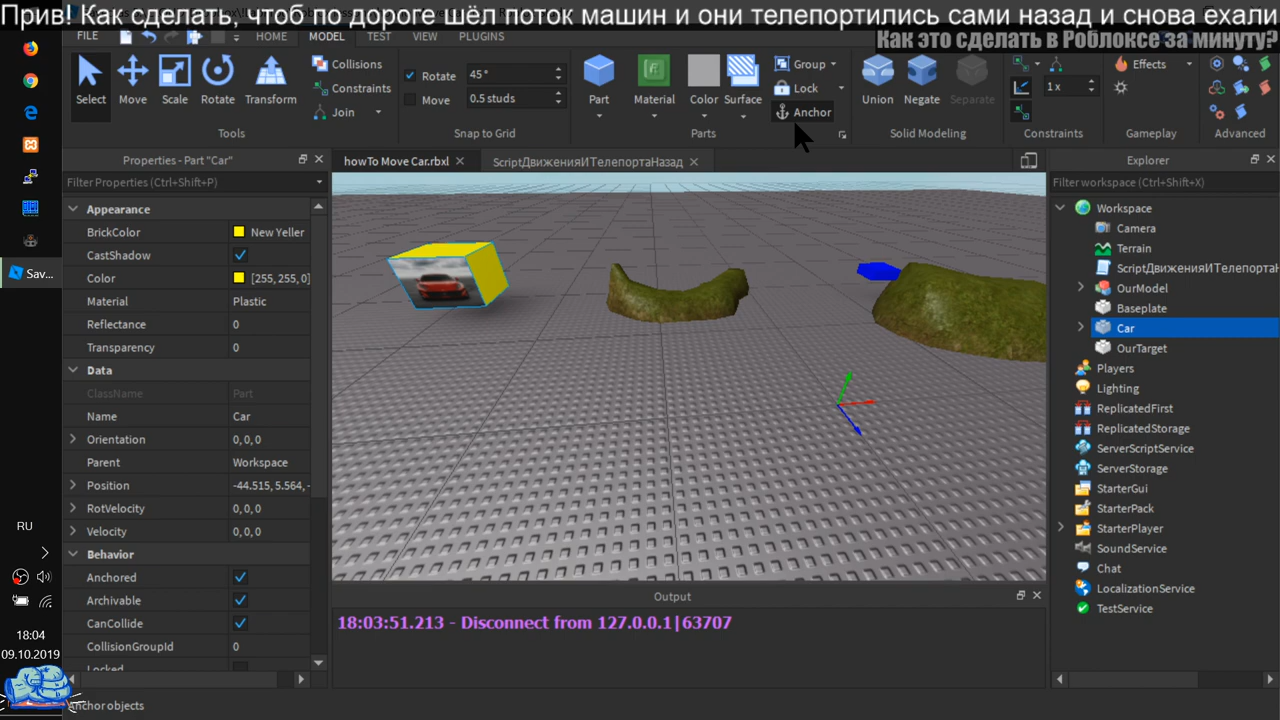 Прив! Как сделать, чтоб по дороге шёл поток машин и они телепортились сами назад и снова ехали
Как это сделать в Роблоксе за минуту?
FILE HOME MODEL TEST VIEW PLUGINS
Select Move Scale Rotate Transform
Collisions
Constraints
Join
Tools
Rotate 45°
Move 0.5 studs
Snap to Grid
Part Material Color Surface
Group
Lock
Anchor
Parts
Union Negate Separate
Solid Modeling
1x
Constraints
Effects
Gameplay
Advanced
Properties - Part "Car"
Filter Properties (Ctrl+Shift+P)
Appearance
BrickColor New Yeller
CastShadow
Color [255,255,0]
Material Plastic
Reflectance 0
Transparency 0
Data
ClassName Part
Name Car
Orientation 0,0,0
Parent Workspace
Position -44.515, 5.564, -
RotVelocity 0,0,0
Velocity 0,0,0
Behavior
Anchored
Archivable
CanCollide
CollisionGroupId 0
Locked
howTo Move Car.rbxl
СкриптДвиженияИТелепортаНазад
Output
18:03:51.213 - Disconnect from 127.0.0.1|63707
Explorer
Filter workspace (Ctrl+Shift+X)
Workspace
Camera
Terrain
ScriptДвиженияИТелепорта
OurModel
Baseplate
Car
OurTarget
Players
Lighting
ReplicatedFirst
ReplicatedStorage
ServerScriptService
ServerStorage
StarterGui
StarterPack
StarterPlayer
SoundService
Chat
LocalizationService
TestService
Sav...
RU
18:04
09.10.2019
Anchor objects